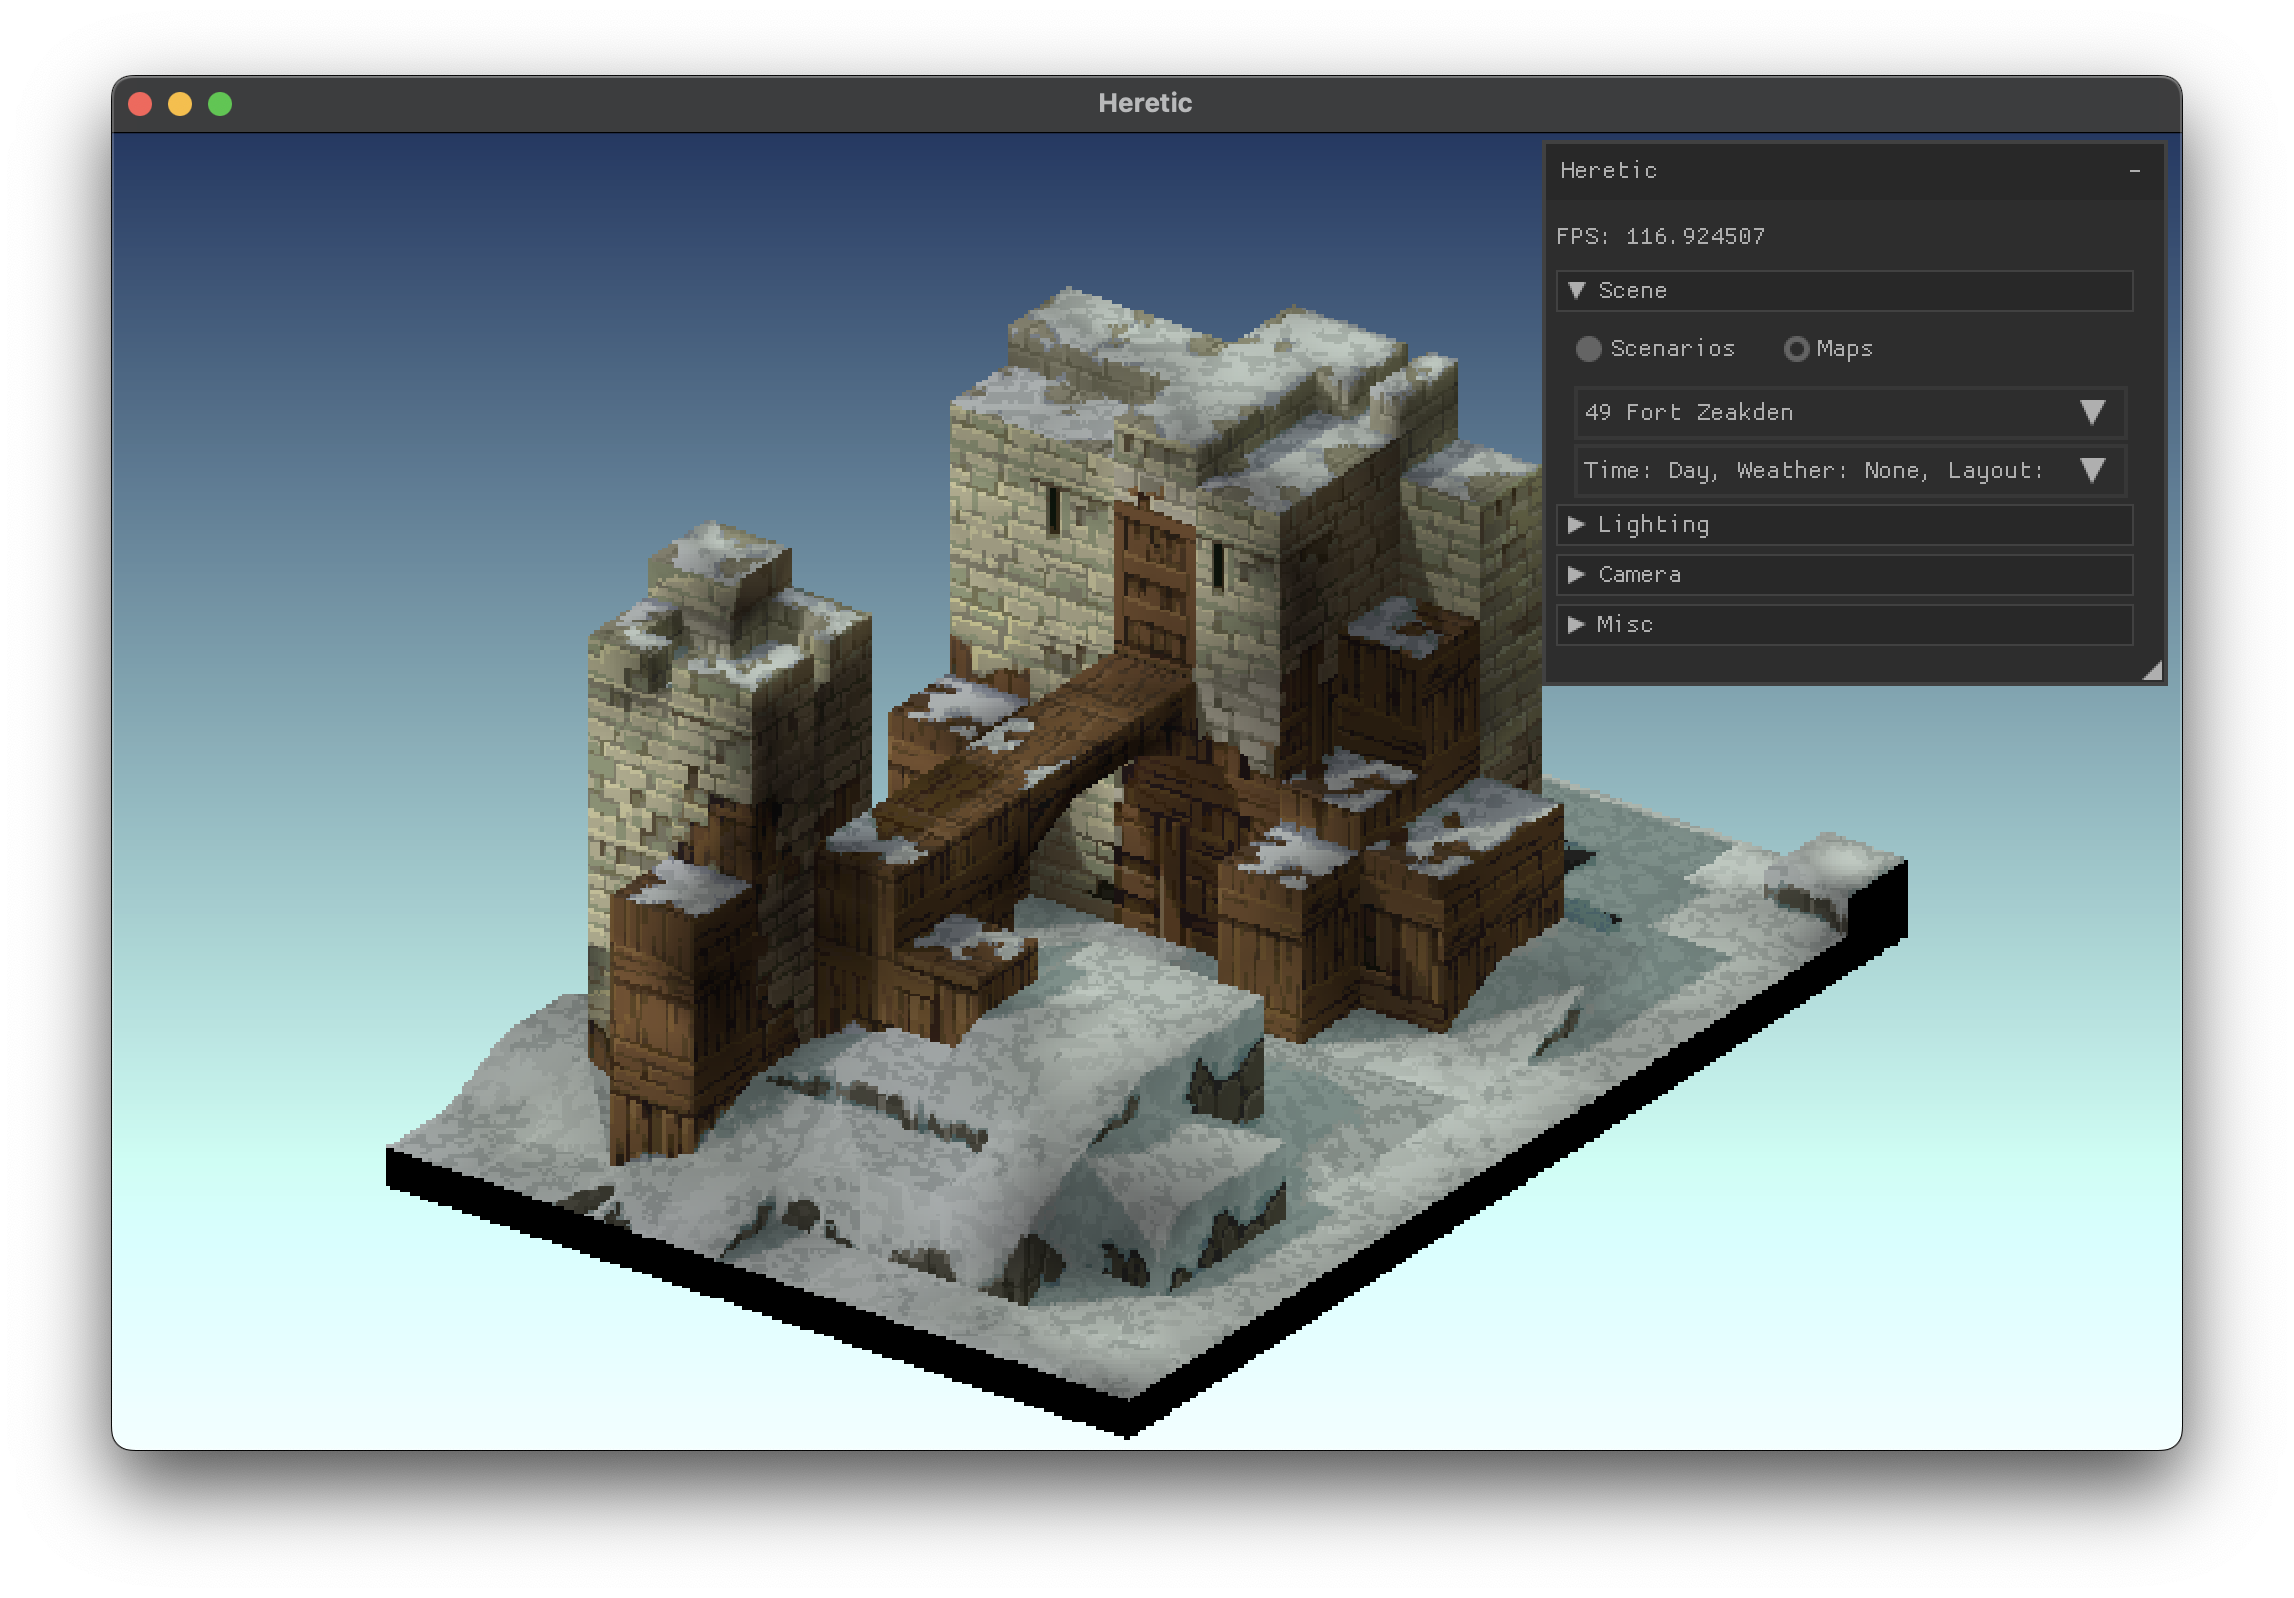 Heretic
Heretic
FPS: 116.924507
Scene
Scenarios Maps
49 Fort Zeakden
Time: Day, Weather: None, Layout:
Lighting
Camera
Misc